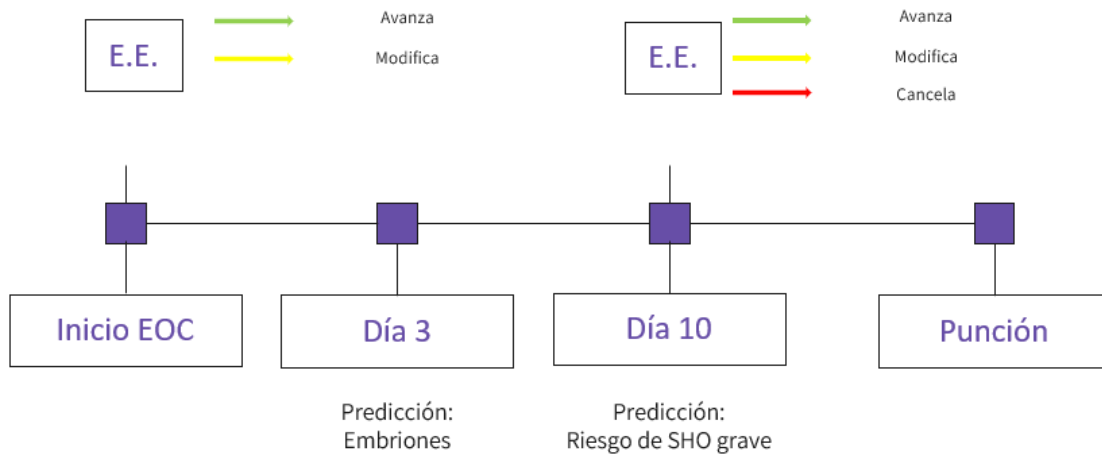 E.E.
Avanza
Modifica
E.E.
Avanza
Modifica
Cancela
Inicio EOC
Día 3
Día 10
Punción
Predicción:
Embriones
Predicción:
Riesgo de SHO grave